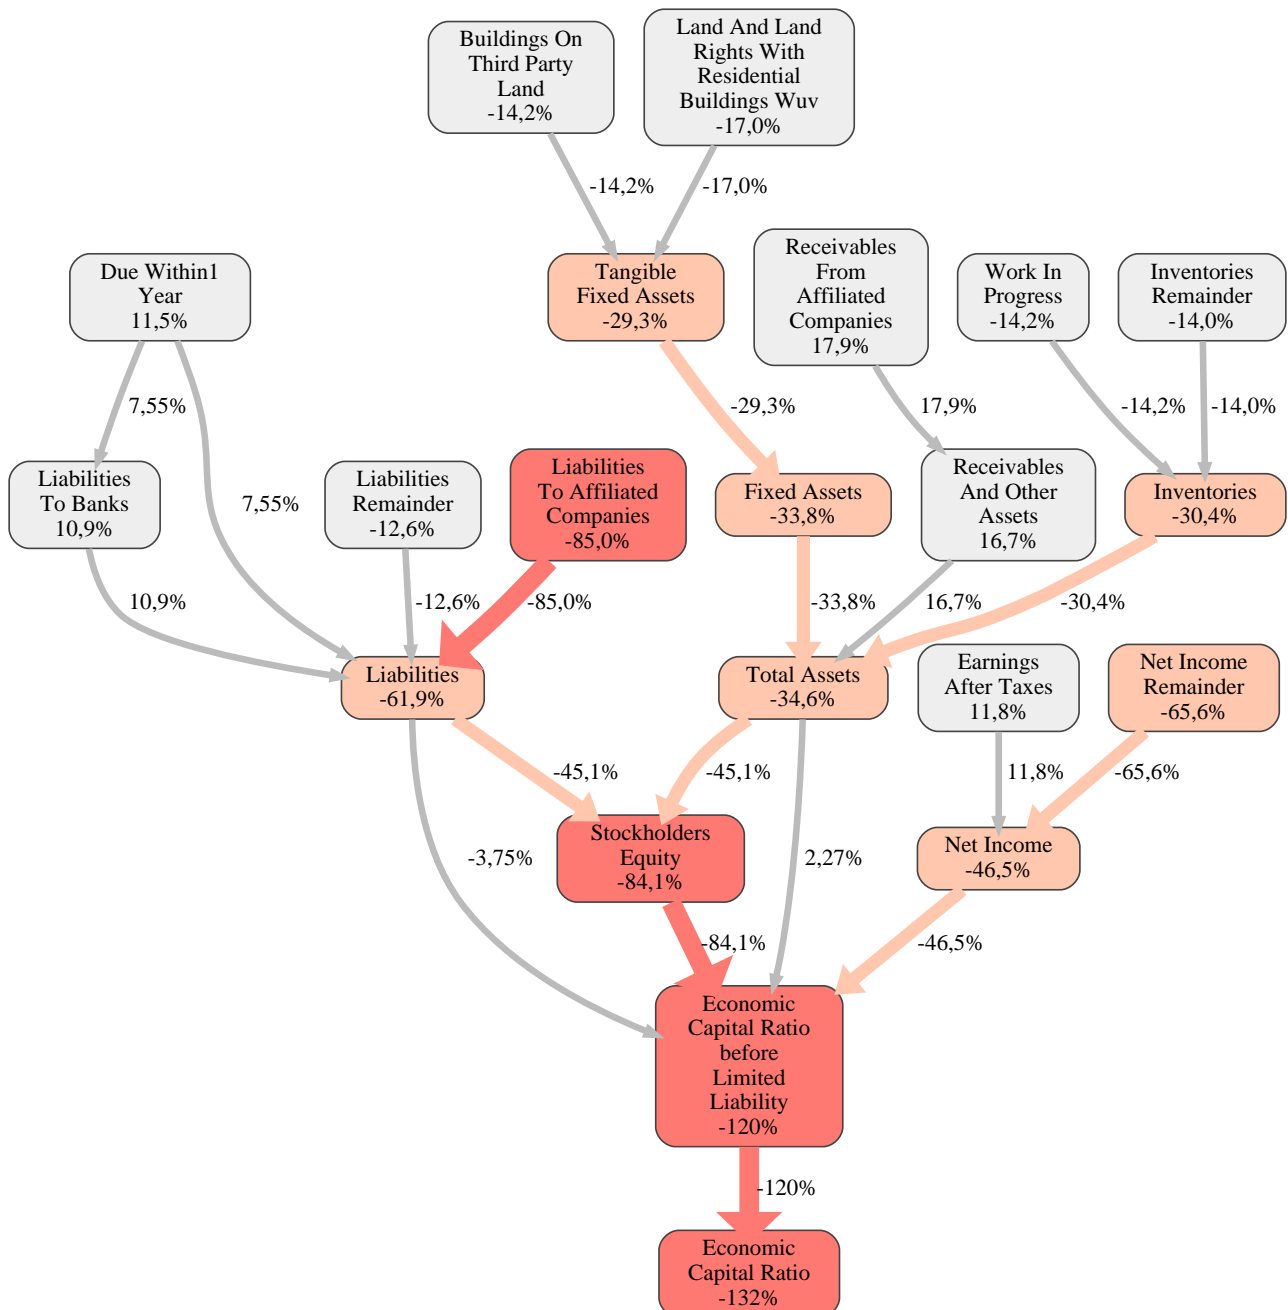 Buildings On
Third Party
Land
-14,2%
Land And Land
Rights With
Residential
Buildings Wuv
-17,0%
-14,2%
-17,0%
Due Within1
Year
11,5%
Tangible
Fixed Assets
-29,3%
Receivables
From
Affiliated
Companies
17,9%
Work In
Progress
-14,2%
Inventories
Remainder
-14,0%
7,55%
-29,3%
17,9%
-14,2%
-14,0%
Liabilities
To Banks
10,9%
7,55%
Liabilities
Remainder
-12,6%
Liabilities
To Affiliated
Companies
-85,0%
Fixed Assets
-33,8%
Receivables
And Other
Assets
16,7%
Inventories
-30,4%
10,9%
-12,6%
-85,0%
-33,8%
16,7%
-30,4%
Liabilities
-61,9%
Total Assets
-34,6%
Earnings
After Taxes
11,8%
Net Income
Remainder
-65,6%
-45,1%
-45,1%
11,8%
-65,6%
-3,75%
Stockholders
Equity
-84,1%
2,27%
Net Income
-46,5%
-84,1%
-46,5%
Economic
Capital Ratio
before
Limited
Liability
-120%
-120%
Economic
Capital Ratio
-132%